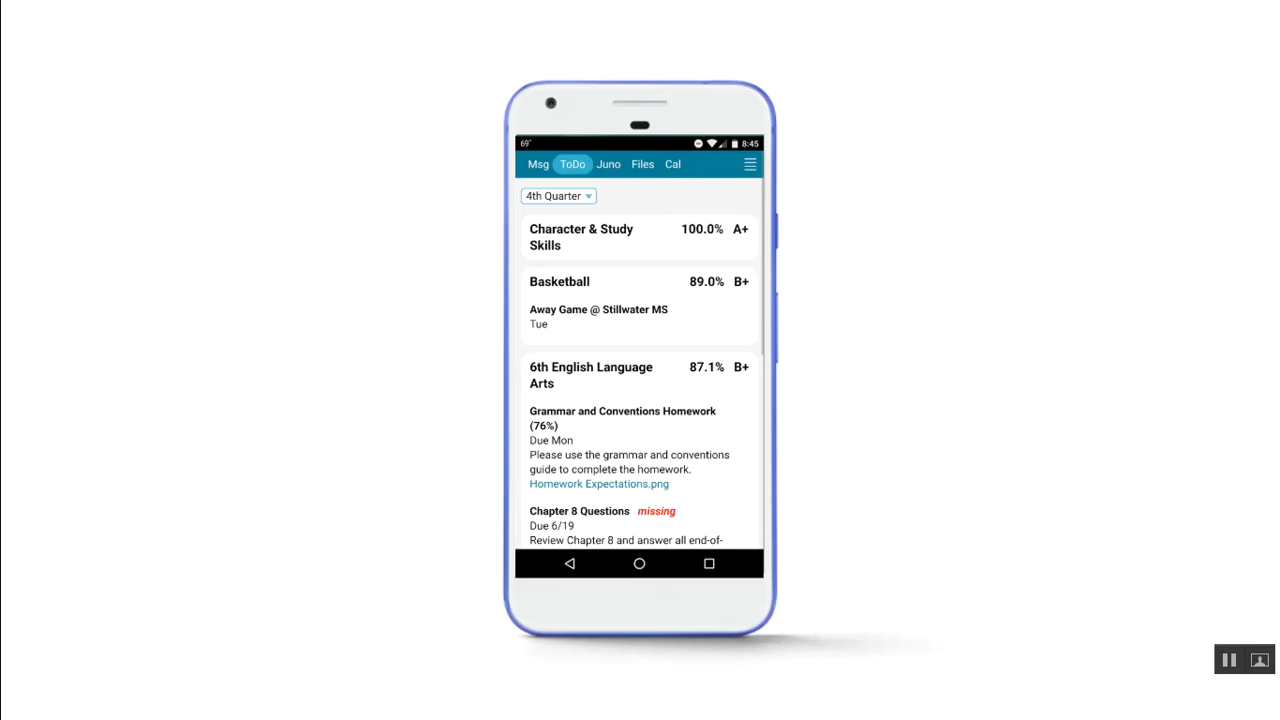 69°
8:45
Msg ToDo Juno Files Cal
4th Quarter
Character & Study 100.0% A+
Skills
Basketball 89.0% B+
Away Game @ Stillwater MS
Tue
6th English Language 87.1% B+
Arts
Grammar and Conventions Homework
(76%)
Due Mon
Please use the grammar and conventions
guide to complete the homework.
Homework Expectations.png
Chapter 8 Questions missing
Due 6/19
Review Chapter 8 and answer all end-of-